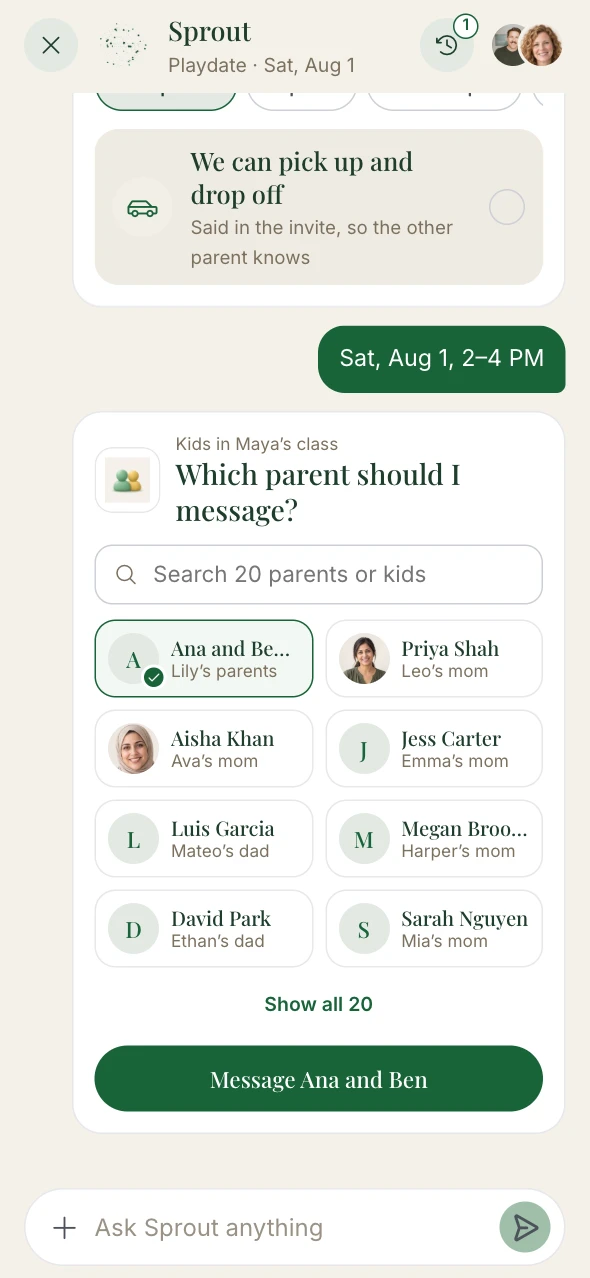 Sprout
Playdate · Sat, Aug 1
1
We can pick up and
drop off
Said in the invite, so the other
parent knows
Sat, Aug 1, 2–4 PM
Kids in Maya's class
Which parent should I
message?
Search 20 parents or kids
A
Ana and Be...
Lily's parents
Priya Shah
Leo's mom
Aisha Khan
Ava's mom
J
Jess Carter
Emma's mom
L
Luis Garcia
Mateo's dad
M
Megan Broo...
Harper's mom
D
David Park
Ethan's dad
S
Sarah Nguyen
Mia's mom
Show all 20
Message Ana and Ben
Ask Sprout anything